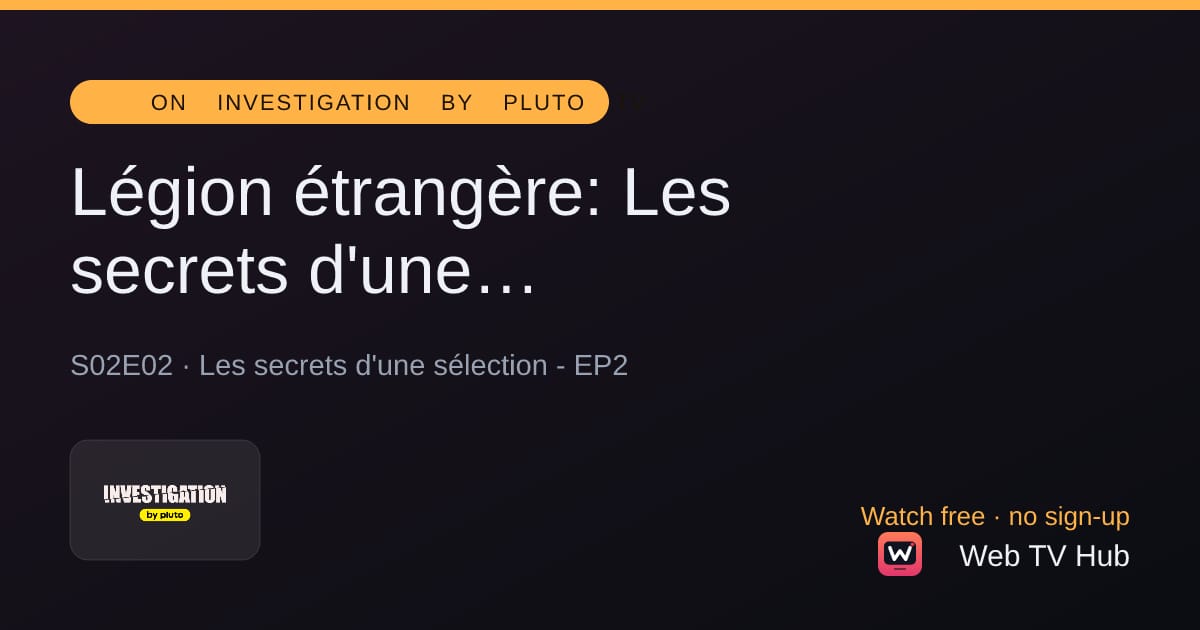 ON INVESTIGATION BY PLUTO
Légion étrangère: Les
secrets d'une…
S02E02 · Les secrets d'une sélection - EP2
INVESTIGATION
by pluto
Watch free · no sign-up
W
Web TV Hub